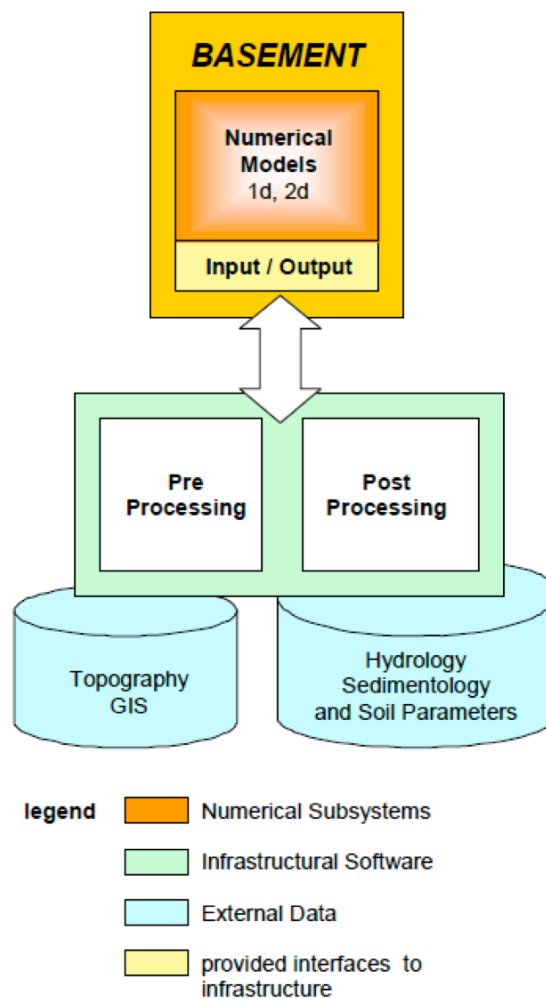 BASEMENT
Numerical
Models
1d, 2d
Input / Output
Pre
Processing
Post
Processing
Topography
GIS
Hydrology
Sedimentology
and Soil Parameters
legend
Numerical Subsystems
Infrastructural Software
External Data
provided interfaces to
infrastructure